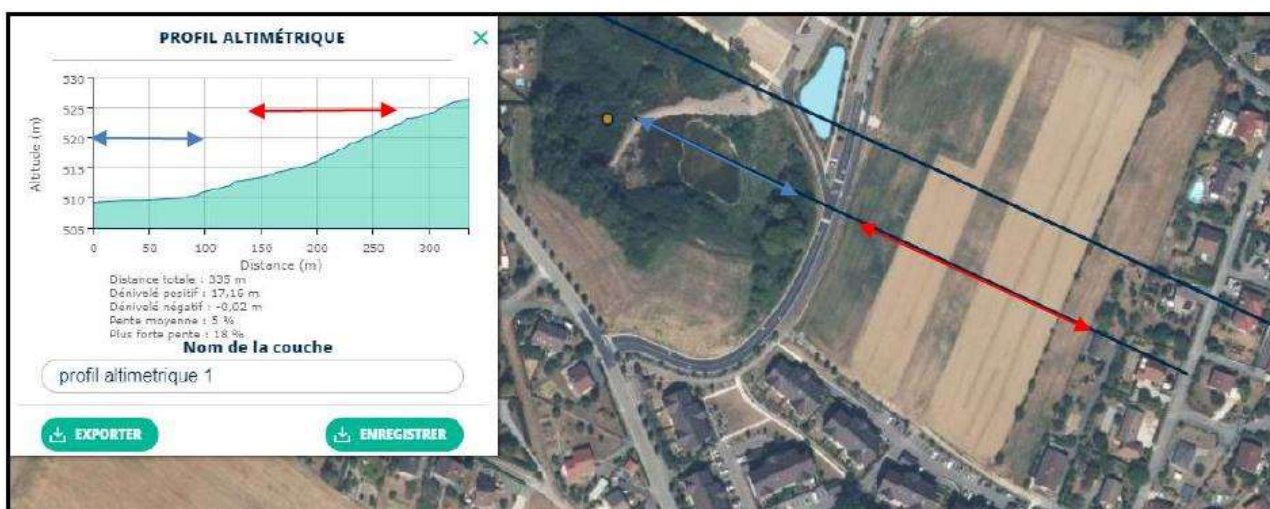 PROFIL ALTIMÉTRIQUE
530
525
520
515
510
505
Altitude (m)
0 50 100 150 200 250 300
Distance (m)
Distance totale : 335 m
Dénivelé positif : 17,16 m
Dénivelé négatif : -0,02 m
Pente moyenne : 5 %
Plus forte pente : 18 %
Nom de la couche
profil altimetrique 1
EXPORTER
ENREGISTRER